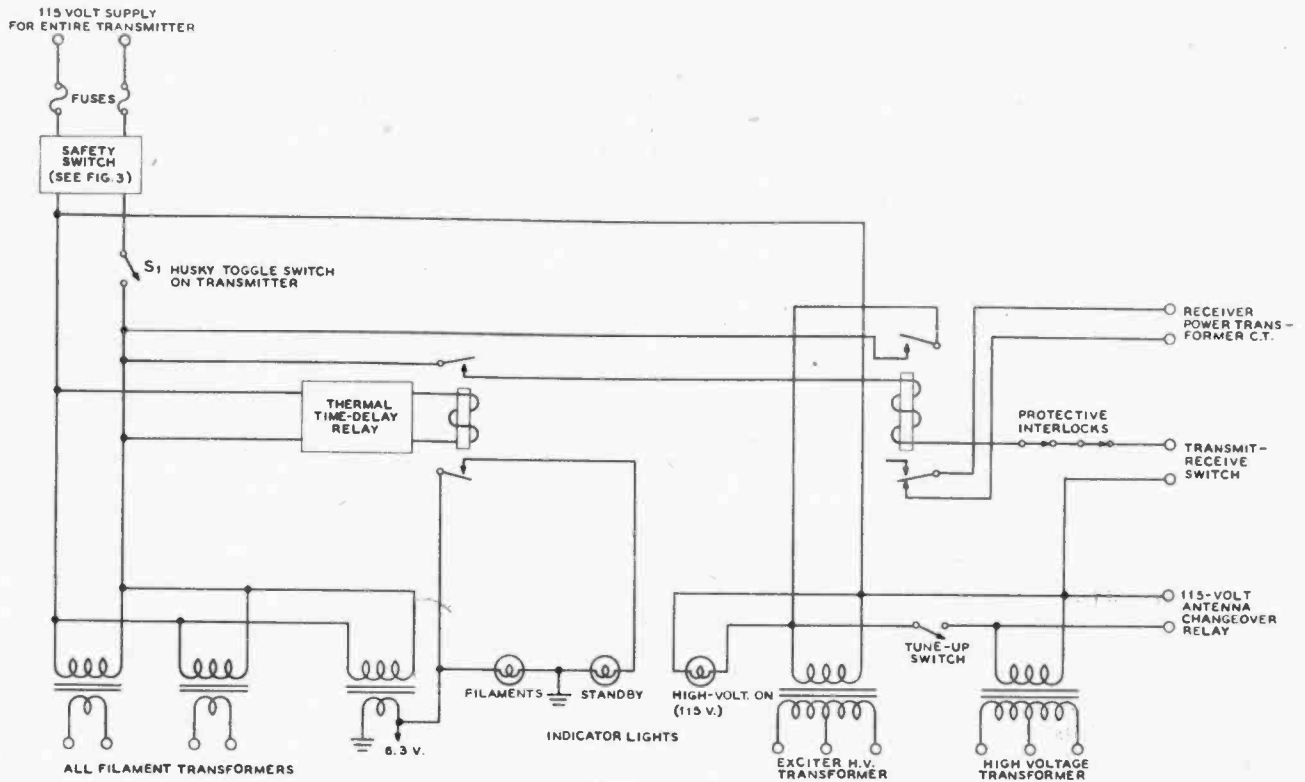 115 VOLT SUPPLY
FOR ENTIRE TRANSMITTER
FUSES
SAFETY
SWITCH
(SEE FIG. 3)
S1 HUSKY TOGGLE SWITCH
ON TRANSMITTER
RECEIVER
POWER TRANS-
FORMER C.T.
THERMAL
TIME-DELAY
RELAY
PROTECTIVE
INTERLOCKS
TRANSMIT-
RECEIVE
SWITCH
115-VOLT
ANTENNA
CHANGEOVER
RELAY
TUNE-UP
SWITCH
FILAMENTS
STANDBY
HIGH-VOLT. ON
(115 V.)
6.3 V.
INDICATOR LIGHTS
ALL FILAMENT TRANSFORMERS
EXCITER H.V.
TRANSFORMER
HIGH VOLTAGE
TRANSFORMER